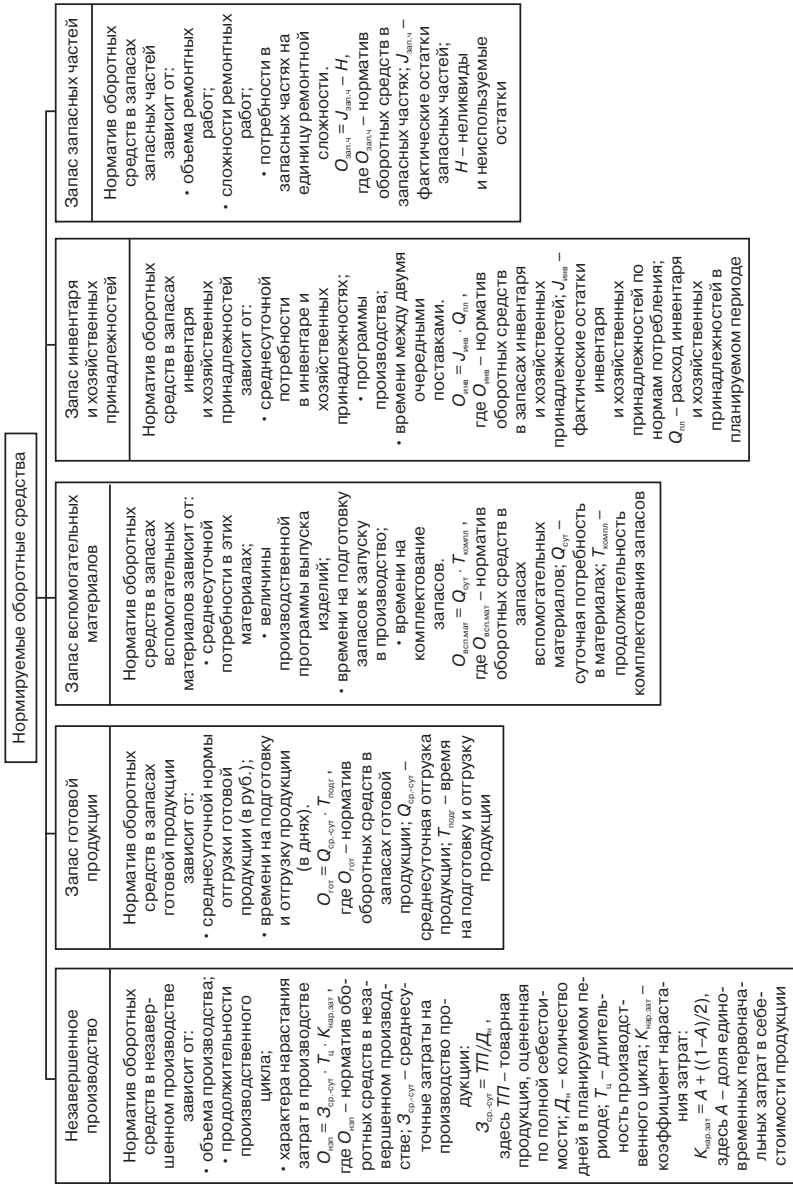 Нормируемые оборотные средства
Незавершенное
производство
Норматив оборотных
средств в незавер-
шенном производстве
зависит от:
• объема производства;
• продолжительности
производственного
цикла;
• характера нарастания
затрат в производстве
Oнзп = Зср.-сут · Tц · Kнар.зат ,
где Oнзп – норматив обо-
ротных средств в неза-
вершенном производ-
стве; Зср.-сут – среднесу-
точные затраты на
производство про-
дукции:
Зср.-сут = ТП/Дн ,
здесь ТП – товарная
продукция, оцененная
по полной себестои-
мости; Дн – количество
дней в планируемом пе-
риоде; Tц – длитель-
ность производст-
венного цикла; Kнар.зат –
коэффициент нараста-
ния затрат:
Kнар.зат = A + ((1–A)/2),
здесь A – доля едино-
временных первонача-
льных затрат в себе-
стоимости продукции
Запас готовой
продукции
Норматив оборотных
средств в запасах
готовой продукции
зависит от:
• среднесуточной нормы
отгрузки готовой
продукции (в руб.);
• времени на подготовку
и отгрузку продукции
(в днях).
Oгот = Qср.-сут · Tподг ,
где Oгот – норматив
оборотных средств в
запасах готовой
продукции; Qср.-сут –
среднесуточная отгрузка
продукции; Tподг – время
на подготовку и отгрузку
продукции
Запас вспомогательных
материалов
Норматив оборотных
средств в запасах
вспомогательных
материалов зависит от:
• среднесуточной
потребности в этих
материалах;
• величины
производственной
программы выпуска
изделий;
• времени на подготовку
запасов к запуску
в производство;
• времени на
комплектование
запасов.
Oвсп.мат = Qсут · Tкомпл ,
где Oвсп.мат – норматив
оборотных средств в
запасах
вспомогательных
материалов; Qсут –
суточная потребность
в материалах; Tкомпл –
продолжительность
комплектования запасов
Запас инвентаря
и хозяйственных
принадлежностей
Норматив оборотных
средств в запасах
инвентаря
и хозяйственных
принадлежностей
зависит от:
• среднесуточной
потребности
в инвентаре и
хозяйственных
принадлежностях;
• программы
производства;
• времени между двумя
очередными
поставками.
Oинв = Jинв · Qпл ,
где Oинв – норматив
оборотных средств
в запасах инвентаря
и хозяйственных
принадлежностей; Jинв –
фактические остатки
инвентаря
и хозяйственных
принадлежностей по
нормам потребления;
Qпл – расход инвентаря
и хозяйственных
принадлежностей в
планируемом периоде
Запас запасных частей
Норматив оборотных
средств в запасах
запасных частей
зависит от:
• объема ремонтных
работ;
• сложности ремонтных
работ;
• потребности в
запасных частях на
единицу ремонтной
сложности.
Oзап.ч = Jзап.ч – H,
где Oзап.ч – норматив
оборотных средств в
запасных частях; Jзап.ч –
фактические остатки
запасных частей;
H – неликвиды
и неиспользуемые
остатки